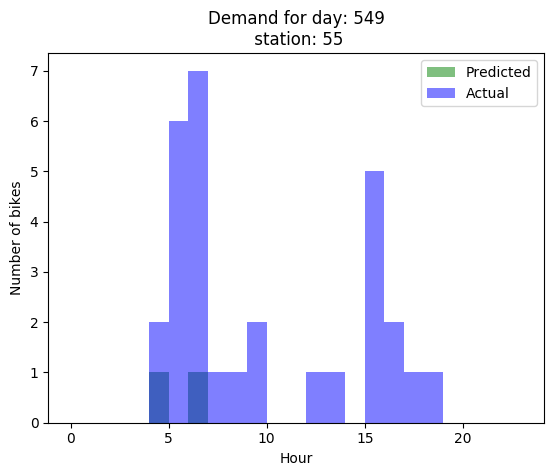 Demand for day: 549
station: 55
Predicted
Actual
Number of bikes
7
6
5
4
3
2
1
0
0 5 10 15 20
Hour